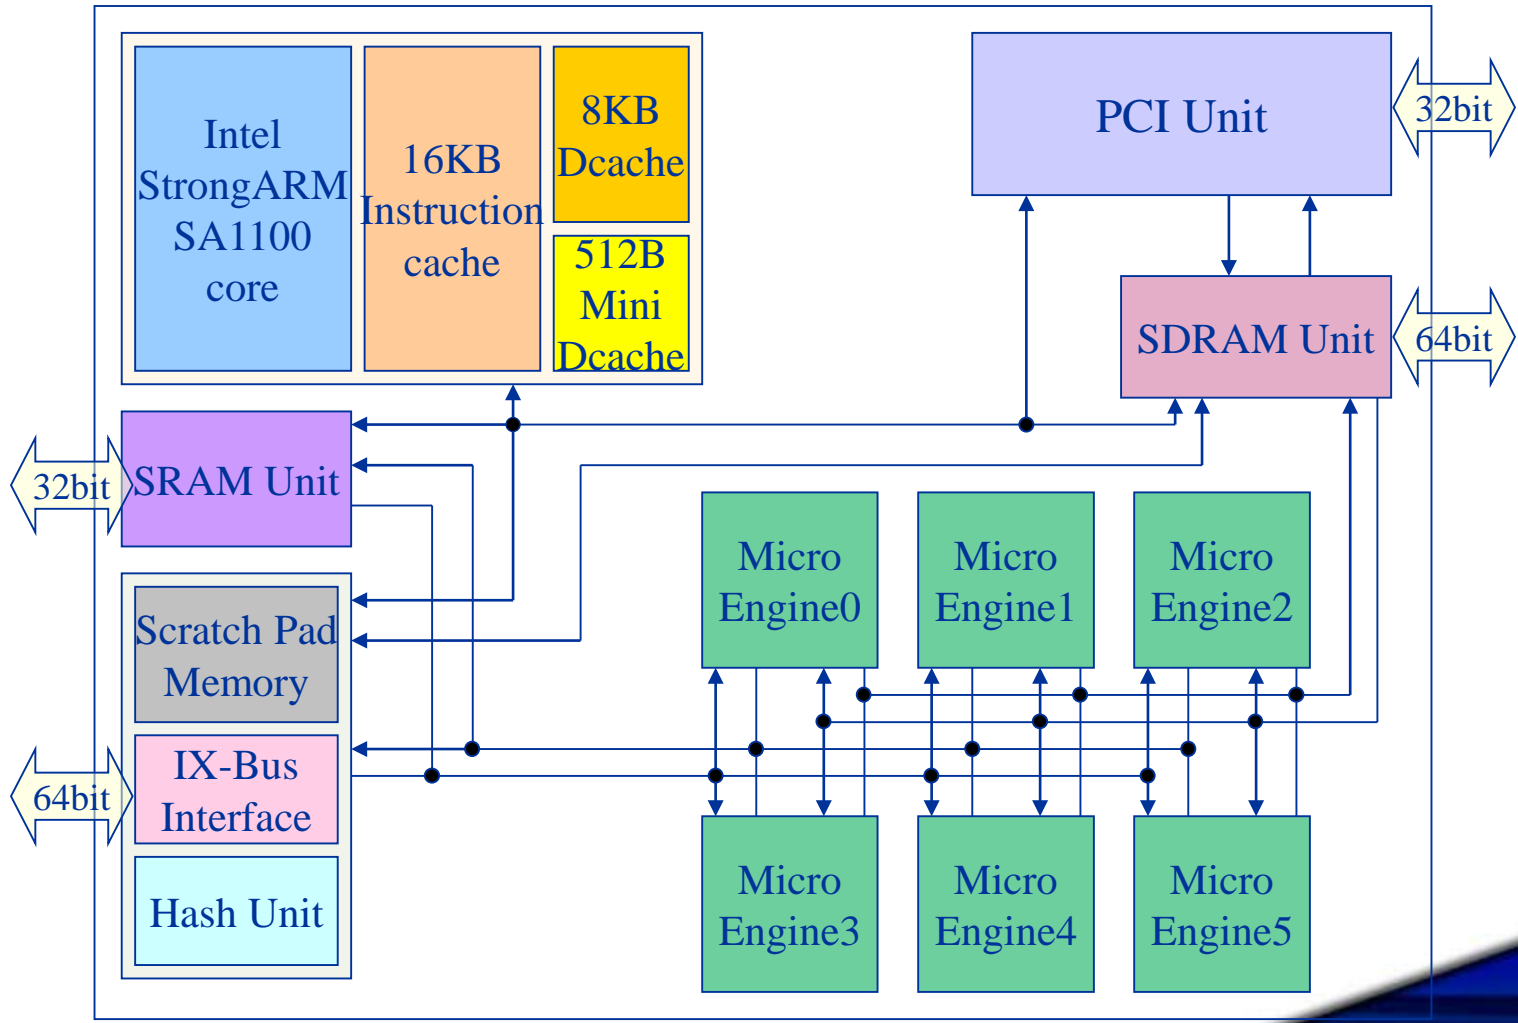 Intel
StrongARM
SA1100
core
16KB
Instruction
cache
8KB
Dcache
512B
Mini
Dcache
PCI Unit
32bit
SDRAM Unit
64bit
32bit
SRAM Unit
Micro
Engine0
Micro
Engine1
Micro
Engine2
Scratch Pad
Memory
64bit
IX-Bus
Interface
Hash Unit
Micro
Engine3
Micro
Engine4
Micro
Engine5